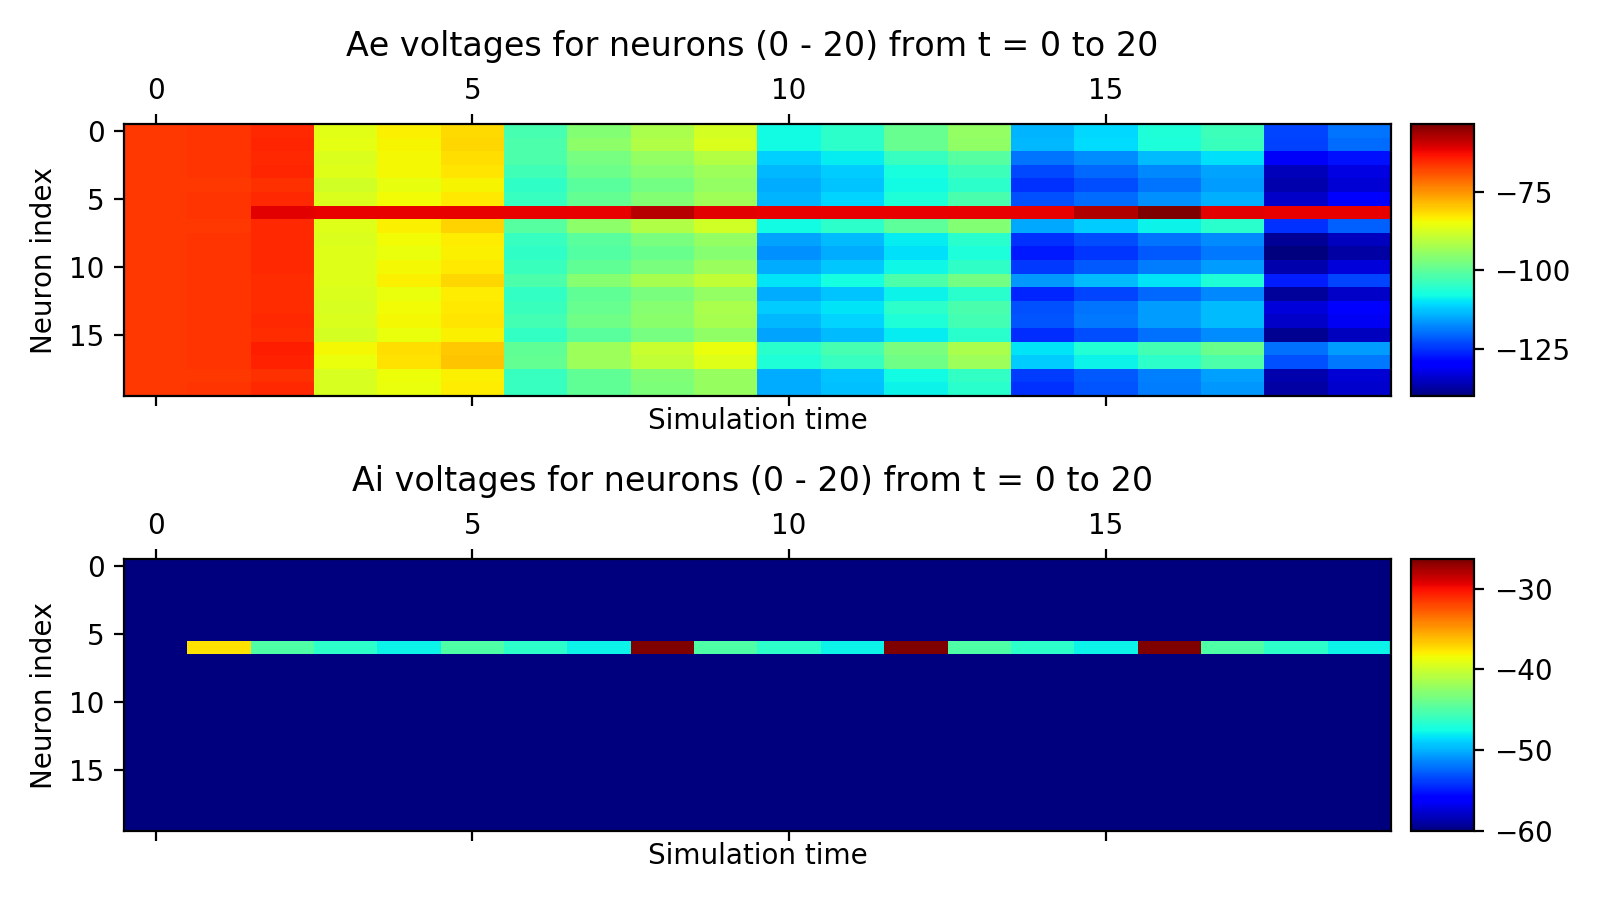 Ae voltages for neurons (0 - 20) from t = 0 to 20
0 5 10 15
0
5
10
15
Neuron index
Simulation time
−75
−100
−125
Ai voltages for neurons (0 - 20) from t = 0 to 20
0 5 10 15
0
5
10
15
Neuron index
Simulation time
−30
−40
−50
−60